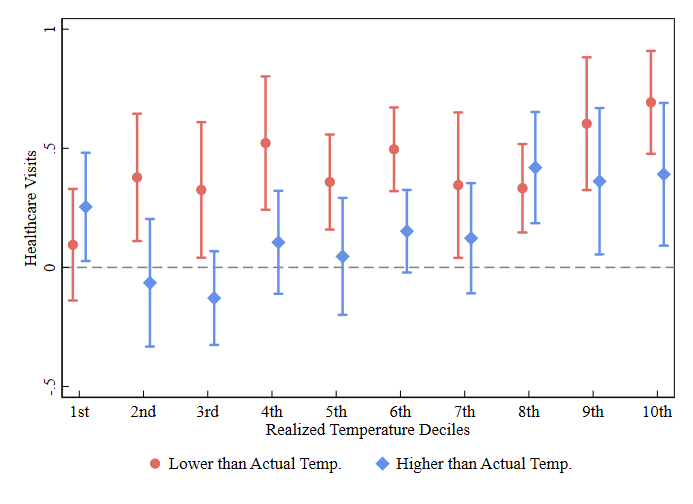 1
.5
0
-.5
Healthcare Visits
1st 2nd 3rd 4th 5th 6th 7th 8th 9th 10th
Realized Temperature Deciles
Lower than Actual Temp. Higher than Actual Temp.